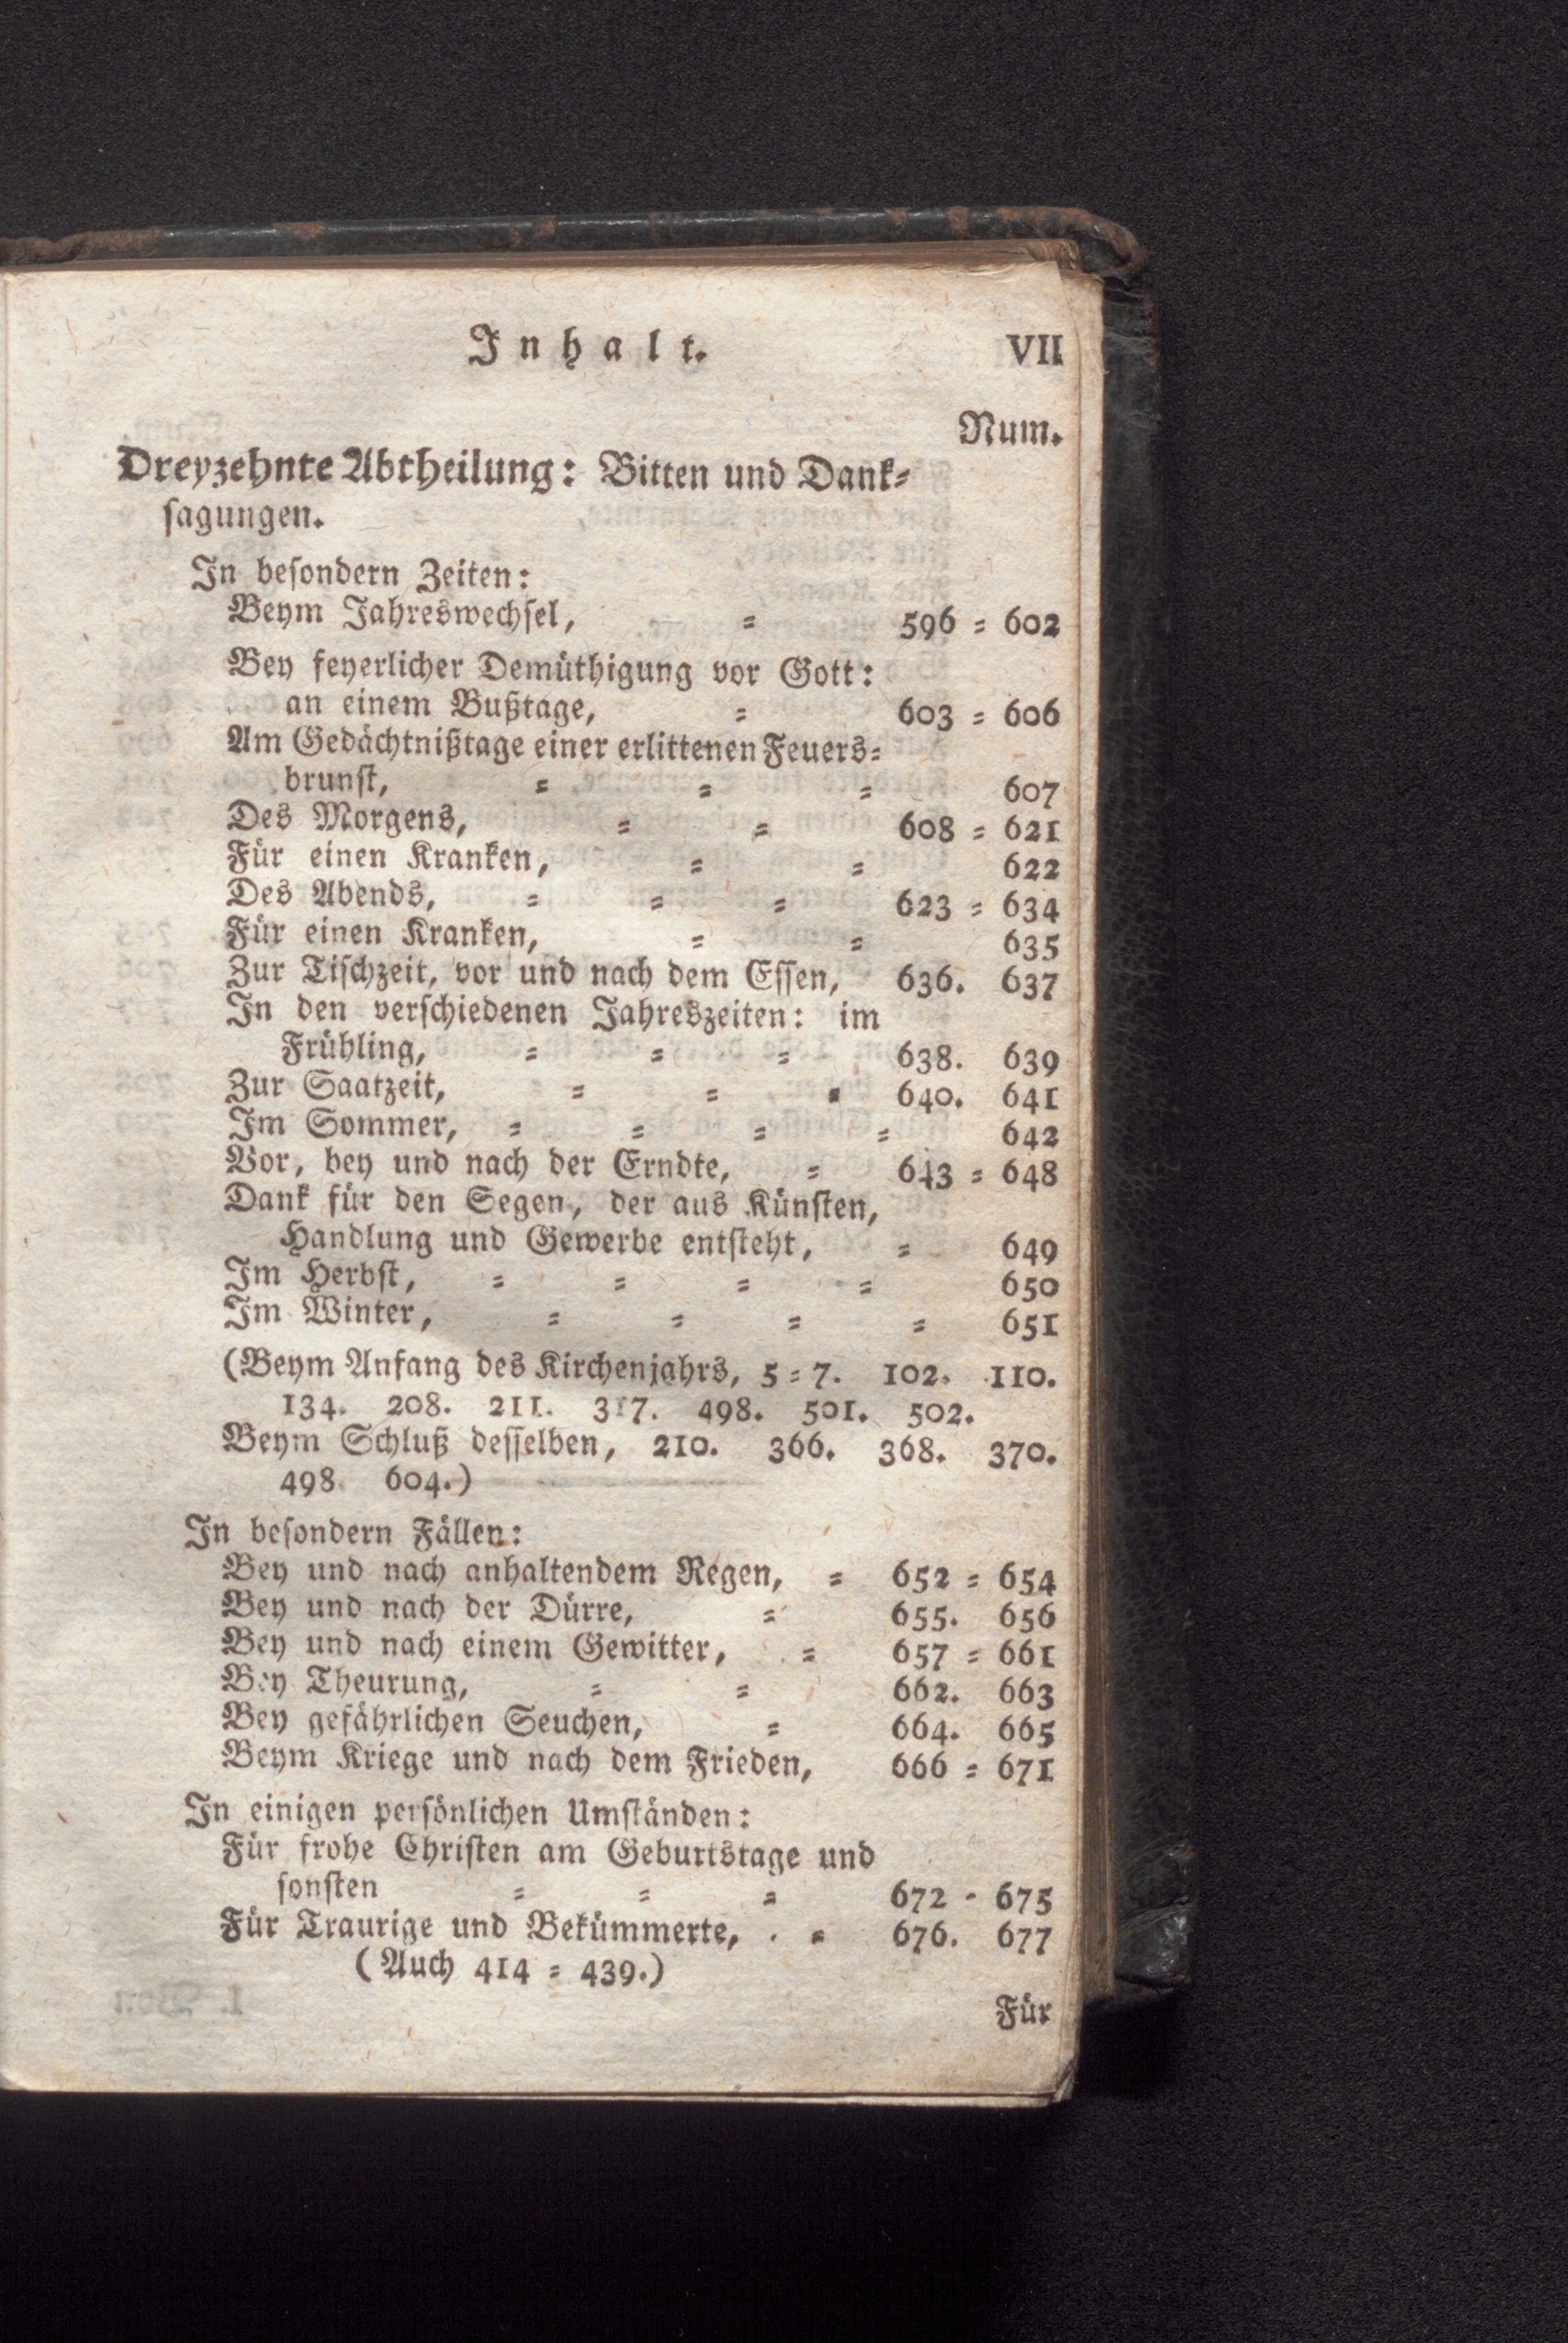 Inhalt. VII
Num.
Dreyzehnte Abtheilung: Bitten und Dank=
sagungen.
In besondern Zeiten:
Beym Jahreswechsel, = 596 = 602
Bey feyerlicher Demüthigung vor Gott:
an einem Bußtage, = 603 = 606
Am Gedächtnißtage einer erlittenen Feuers=
brunst, = = = 607
Des Morgens, = = 608 = 621
Für einen Kranken, = = 622
Des Abends, = = = 623 = 634
Für einen Kranken, = = 635
Zur Tischzeit, vor und nach dem Essen, 636. 637
In den verschiedenen Jahreszeiten: im
Frühling, = = = 638. 639
Zur Saatzeit, = = = 640. 641
Im Sommer, = = = = 642
Vor, bey und nach der Erndte, = 643 = 648
Dank für den Segen, der aus Künsten,
Handlung und Gewerbe entsteht, = 649
Im Herbst, = = = = 650
Im Winter, = = = = 651
(Beym Anfang des Kirchenjahrs, 5 = 7. 102. 110.
134. 208. 211. 317. 498. 501. 502.
Beym Schluß desselben, 210. 366. 368. 370.
498. 604.)
In besondern Fällen:
Bey und nach anhaltendem Regen, = 652 = 654
Bey und nach der Dürre, = 655. 656
Bey und nach einem Gewitter, = 657 = 661
Bey Theurung, = = 662. 663
Bey gefährlichen Seuchen, = 664. 665
Beym Kriege und nach dem Frieden, 666 = 671
In einigen persönlichen Umständen:
Für frohe Christen am Geburtstage und
sonsten = = = 672 - 675
Für Traurige und Bekümmerte, . = 676. 677
(Auch 414 = 439.)
Für